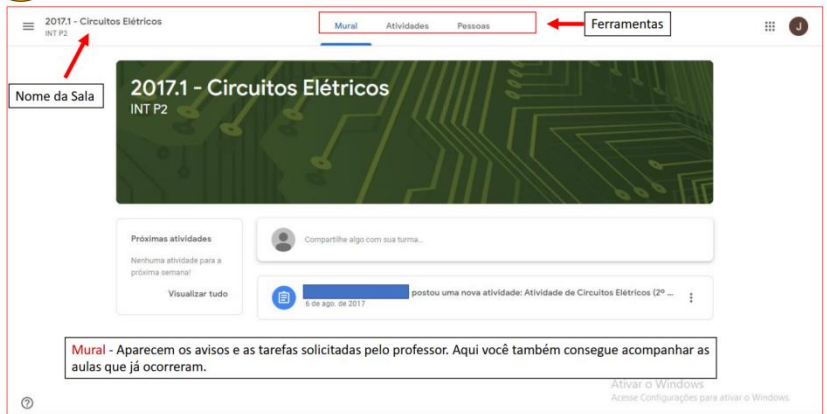 2017.1 - Circuitos Elétricos
INT P2
Mural
Atividades
Pessoas
Ferramentas
J
Nome da Sala
2017.1 - Circuitos Elétricos
INT P2
Próximas atividades
Nenhuma atividade para a
próxima semana!
Visualizar tudo
Compartilhe algo com sua turma...
postou uma nova atividade: Atividade de Circuitos Elétricos (2º ...
6 de ago. de 2017
Mural - Aparecem os avisos e as tarefas solicitadas pelo professor. Aqui você também consegue acompanhar as
aulas que já ocorreram.
Ativar o Windows
Acesse Configurações para ativar o Windows.